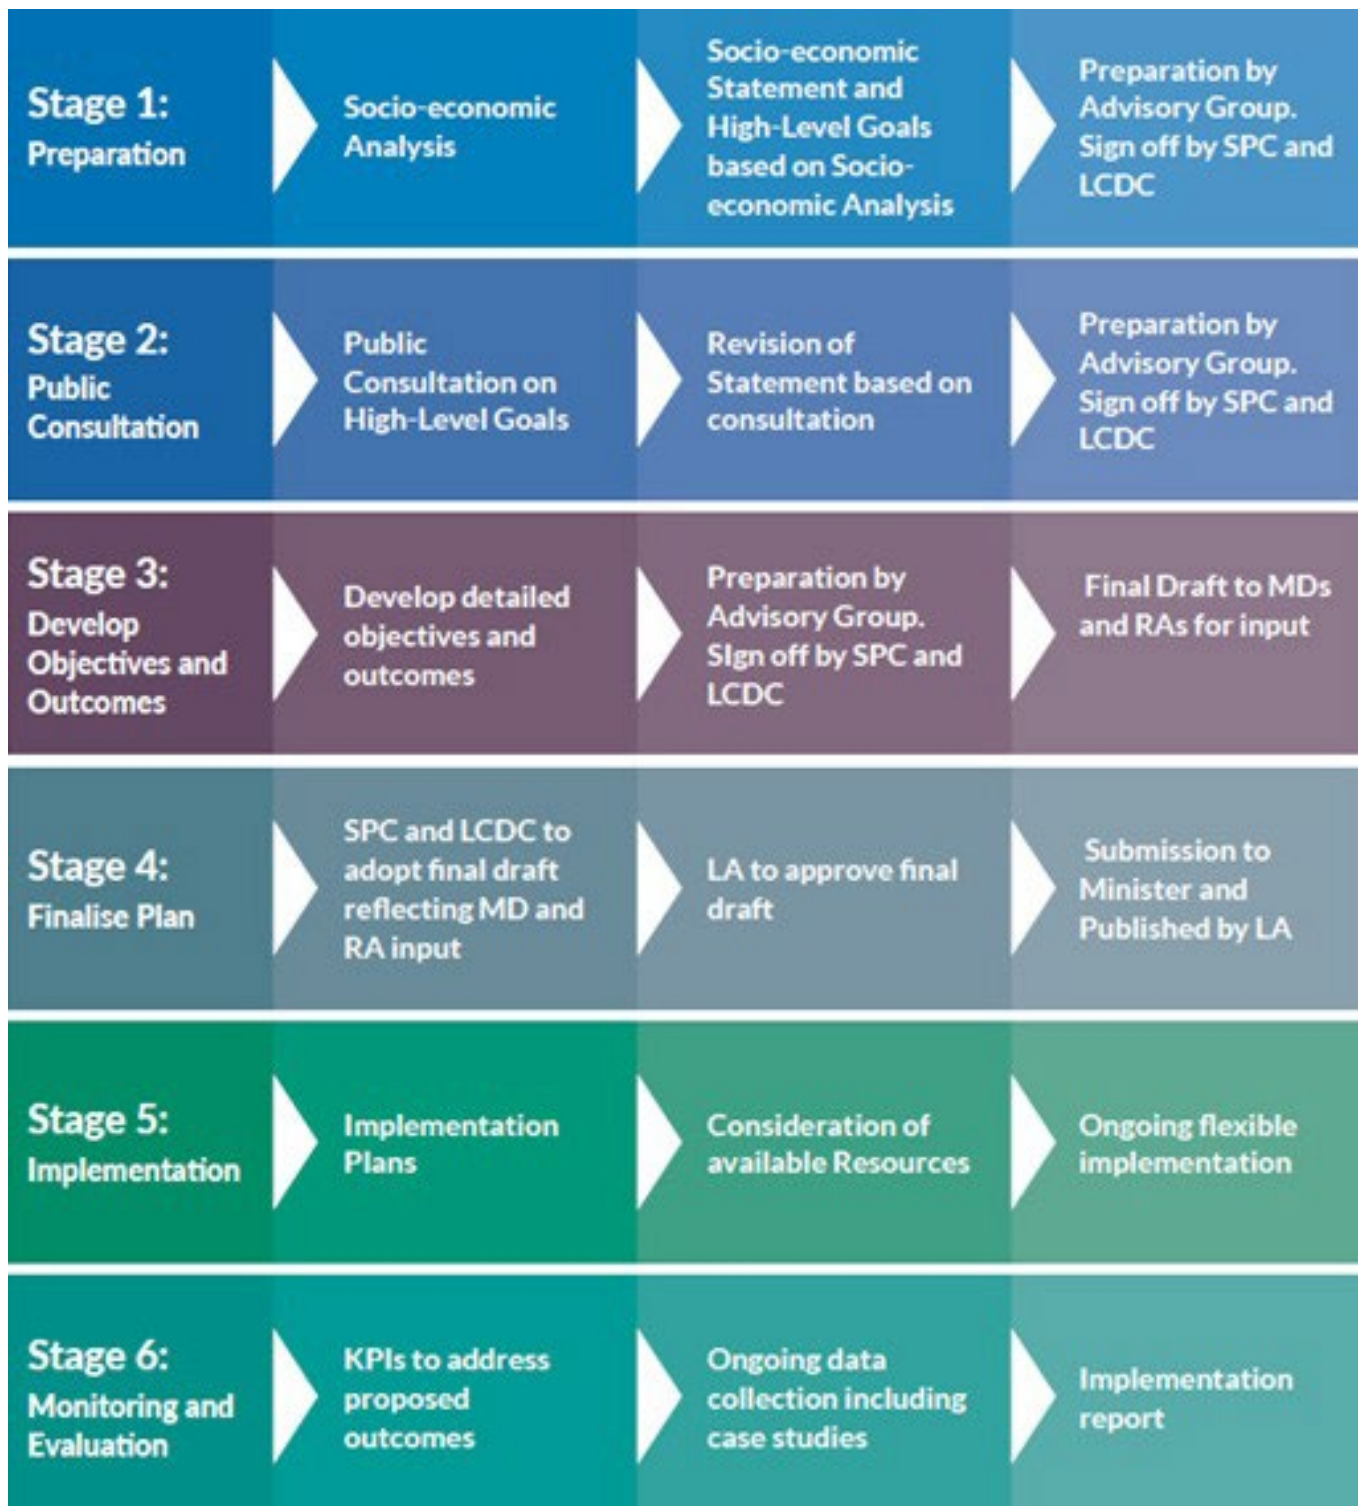 Stage 1:
Preparation
Socio-economic
Analysis
Socio-economic
Statement and
High-Level Goals
based on Socio-
economic Analysis
Preparation by
Advisory Group.
Sign off by SPC and
LCDC
Stage 2:
Public
Consultation
Public
Consultation on
High-Level Goals
Revision of
Statement based on
consultation
Preparation by
Advisory Group.
Sign off by SPC and
LCDC
Stage 3:
Develop
Objectives and
Outcomes
Develop detailed
objectives and
outcomes
Preparation by
Advisory Group.
SIgn off by SPC and
LCDC
Final Draft to MDs
and RAs for input
Stage 4:
Finalise Plan
SPC and LCDC to
adopt final draft
reflecting MD and
RA input
LA to approve final
draft
Submission to
Minister and
Published by LA
Stage 5:
Implementation
Implementation
Plans
Consideration of
available Resources
Ongoing flexible
implementation
Stage 6:
Monitoring and
Evaluation
KPIs to address
proposed
outcomes
Ongoing data
collection including
case studies
Implementation
report